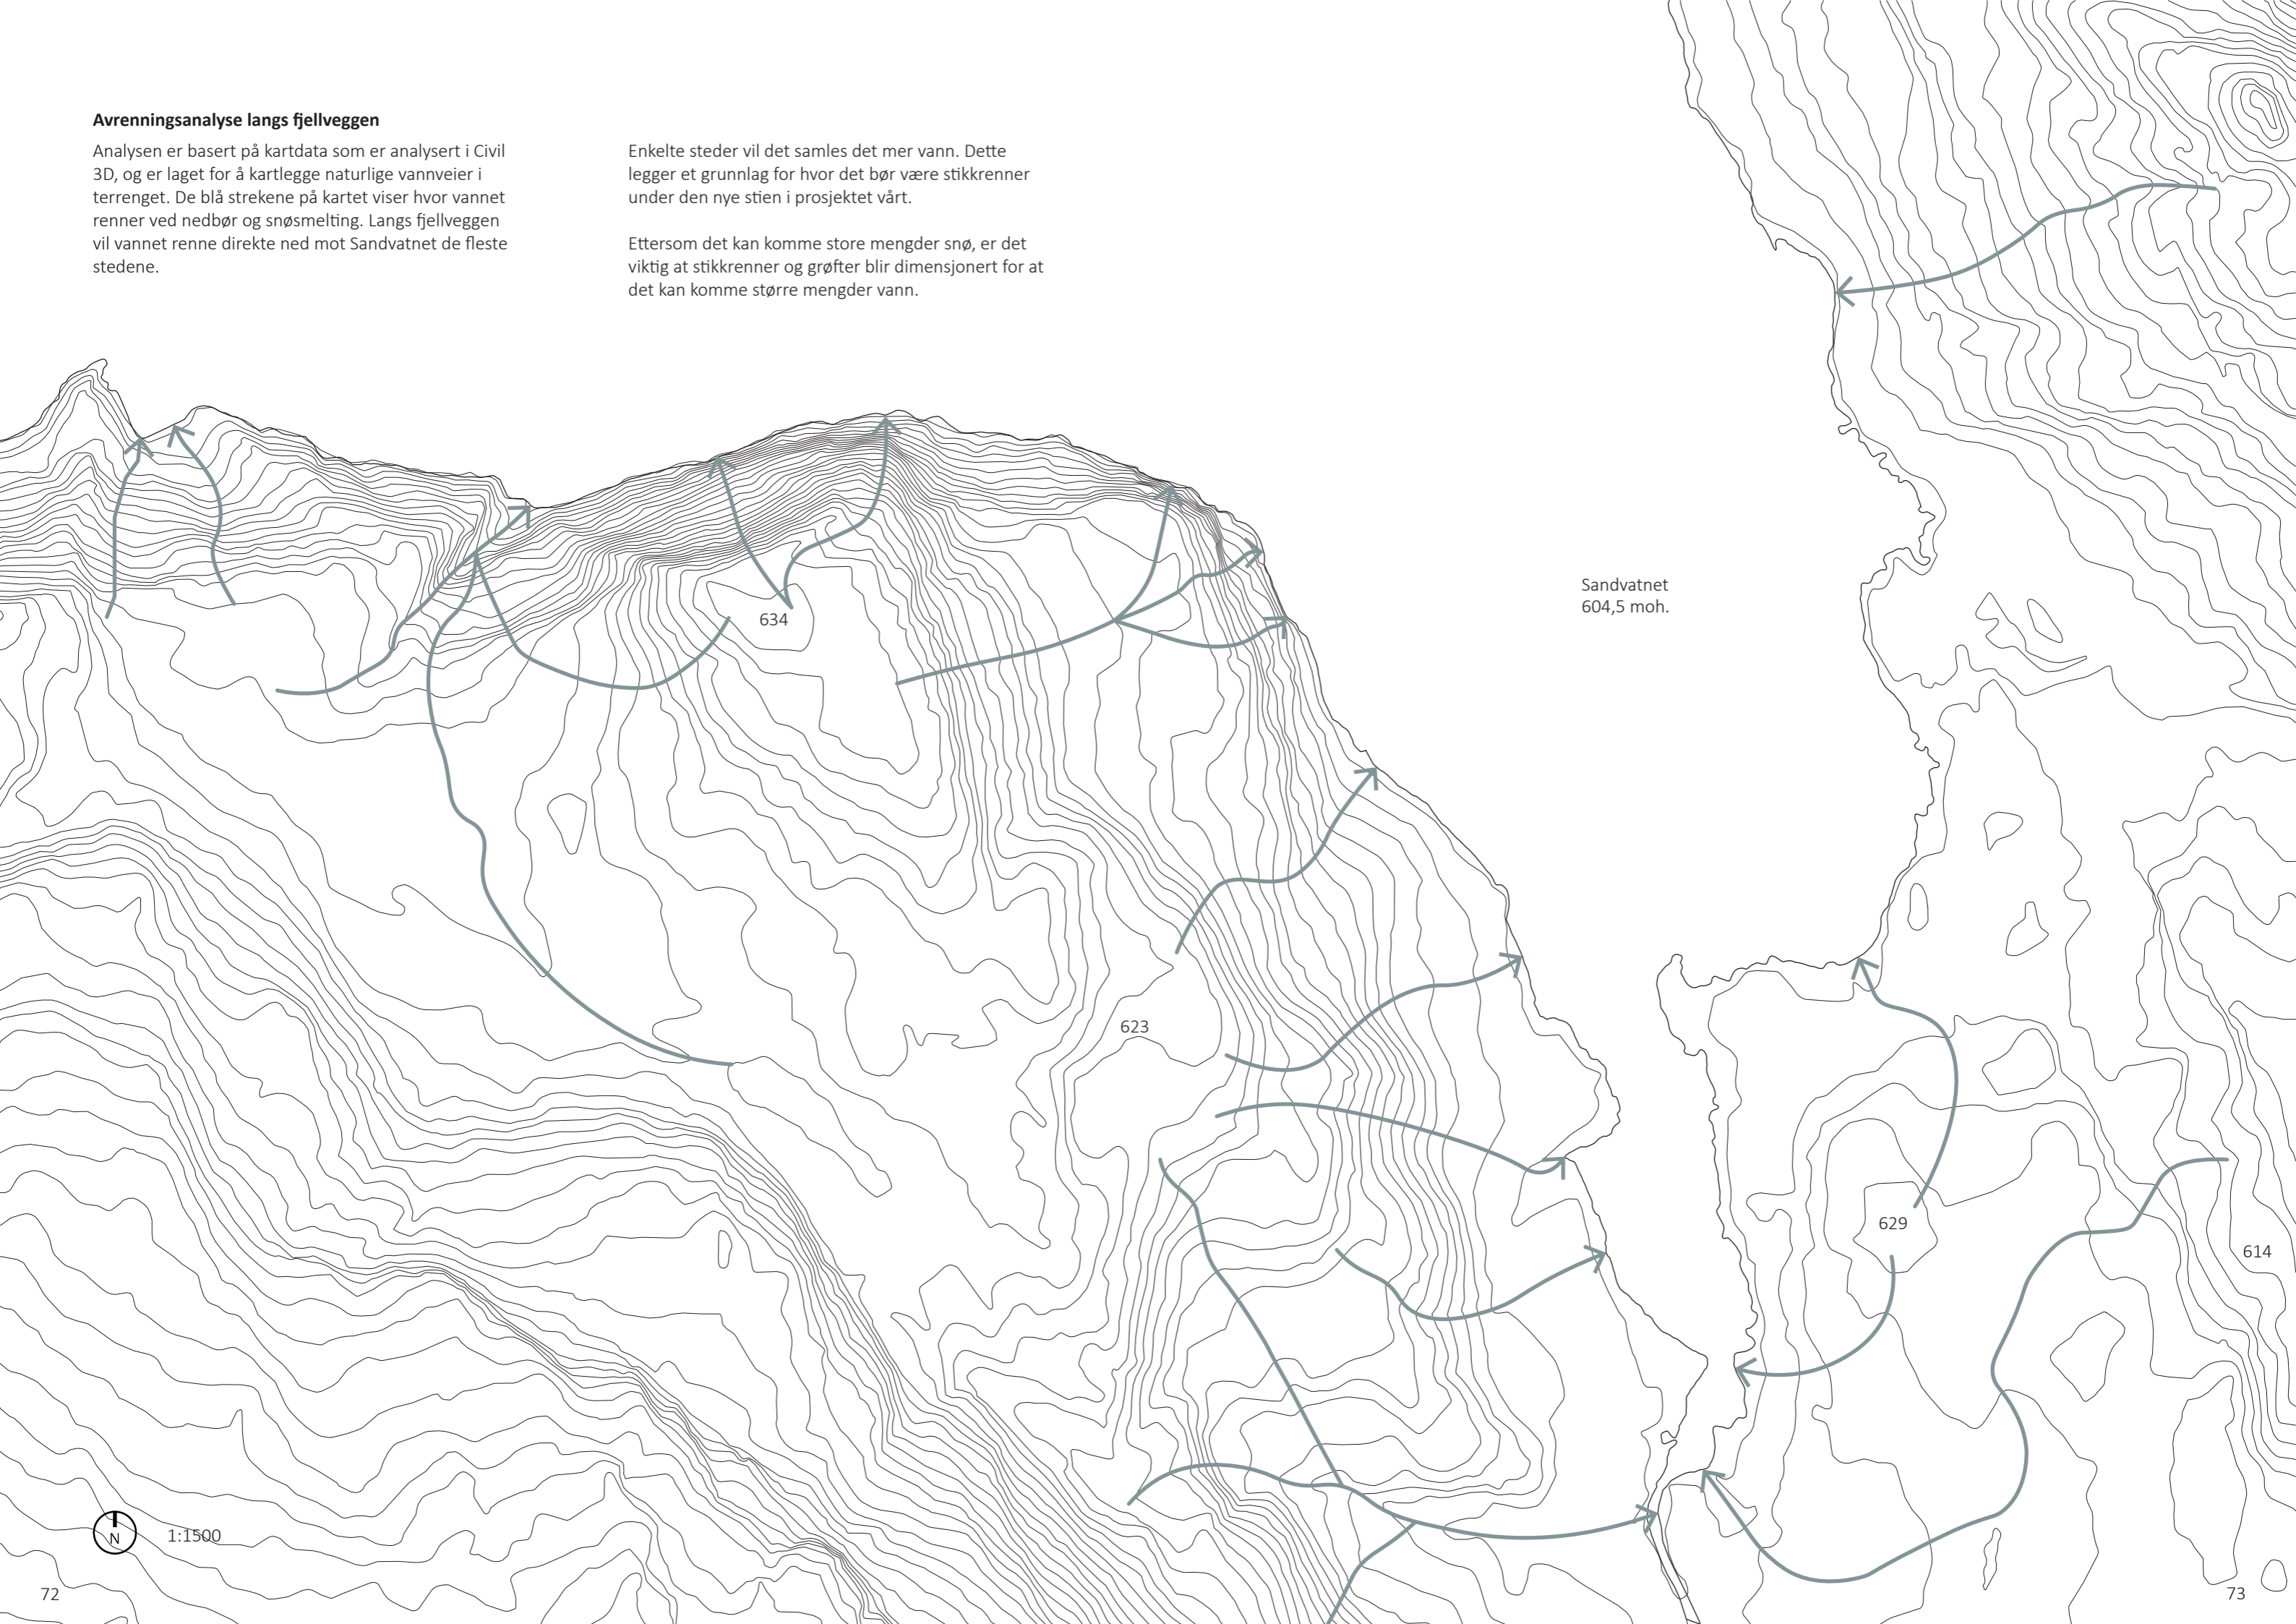 Avrenningsanalyse langs fjellveggen
Analysen er basert på kartdata som er analysert i Civil
3D, og er laget for å kartlegge naturlige vannveier i
terrenget. De blå strekene på kartet viser hvor vannet
renner ved nedbør og snøsmelting. Langs fjellveggen
vil vannet renne direkte ned mot Sandvatnet de fleste
stedene.
Enkelte steder vil det samles det mer vann. Dette
legger et grunnlag for hvor det bør være stikkrenner
under den nye stien i prosjektet vårt.
Ettersom det kan komme store mengder snø, er det
viktig at stikkrenner og grøfter blir dimensjonert for at
det kan komme større mengder vann.
Sandvatnet
604,5 moh.
634
623
629
614
N
1:1500
72
73